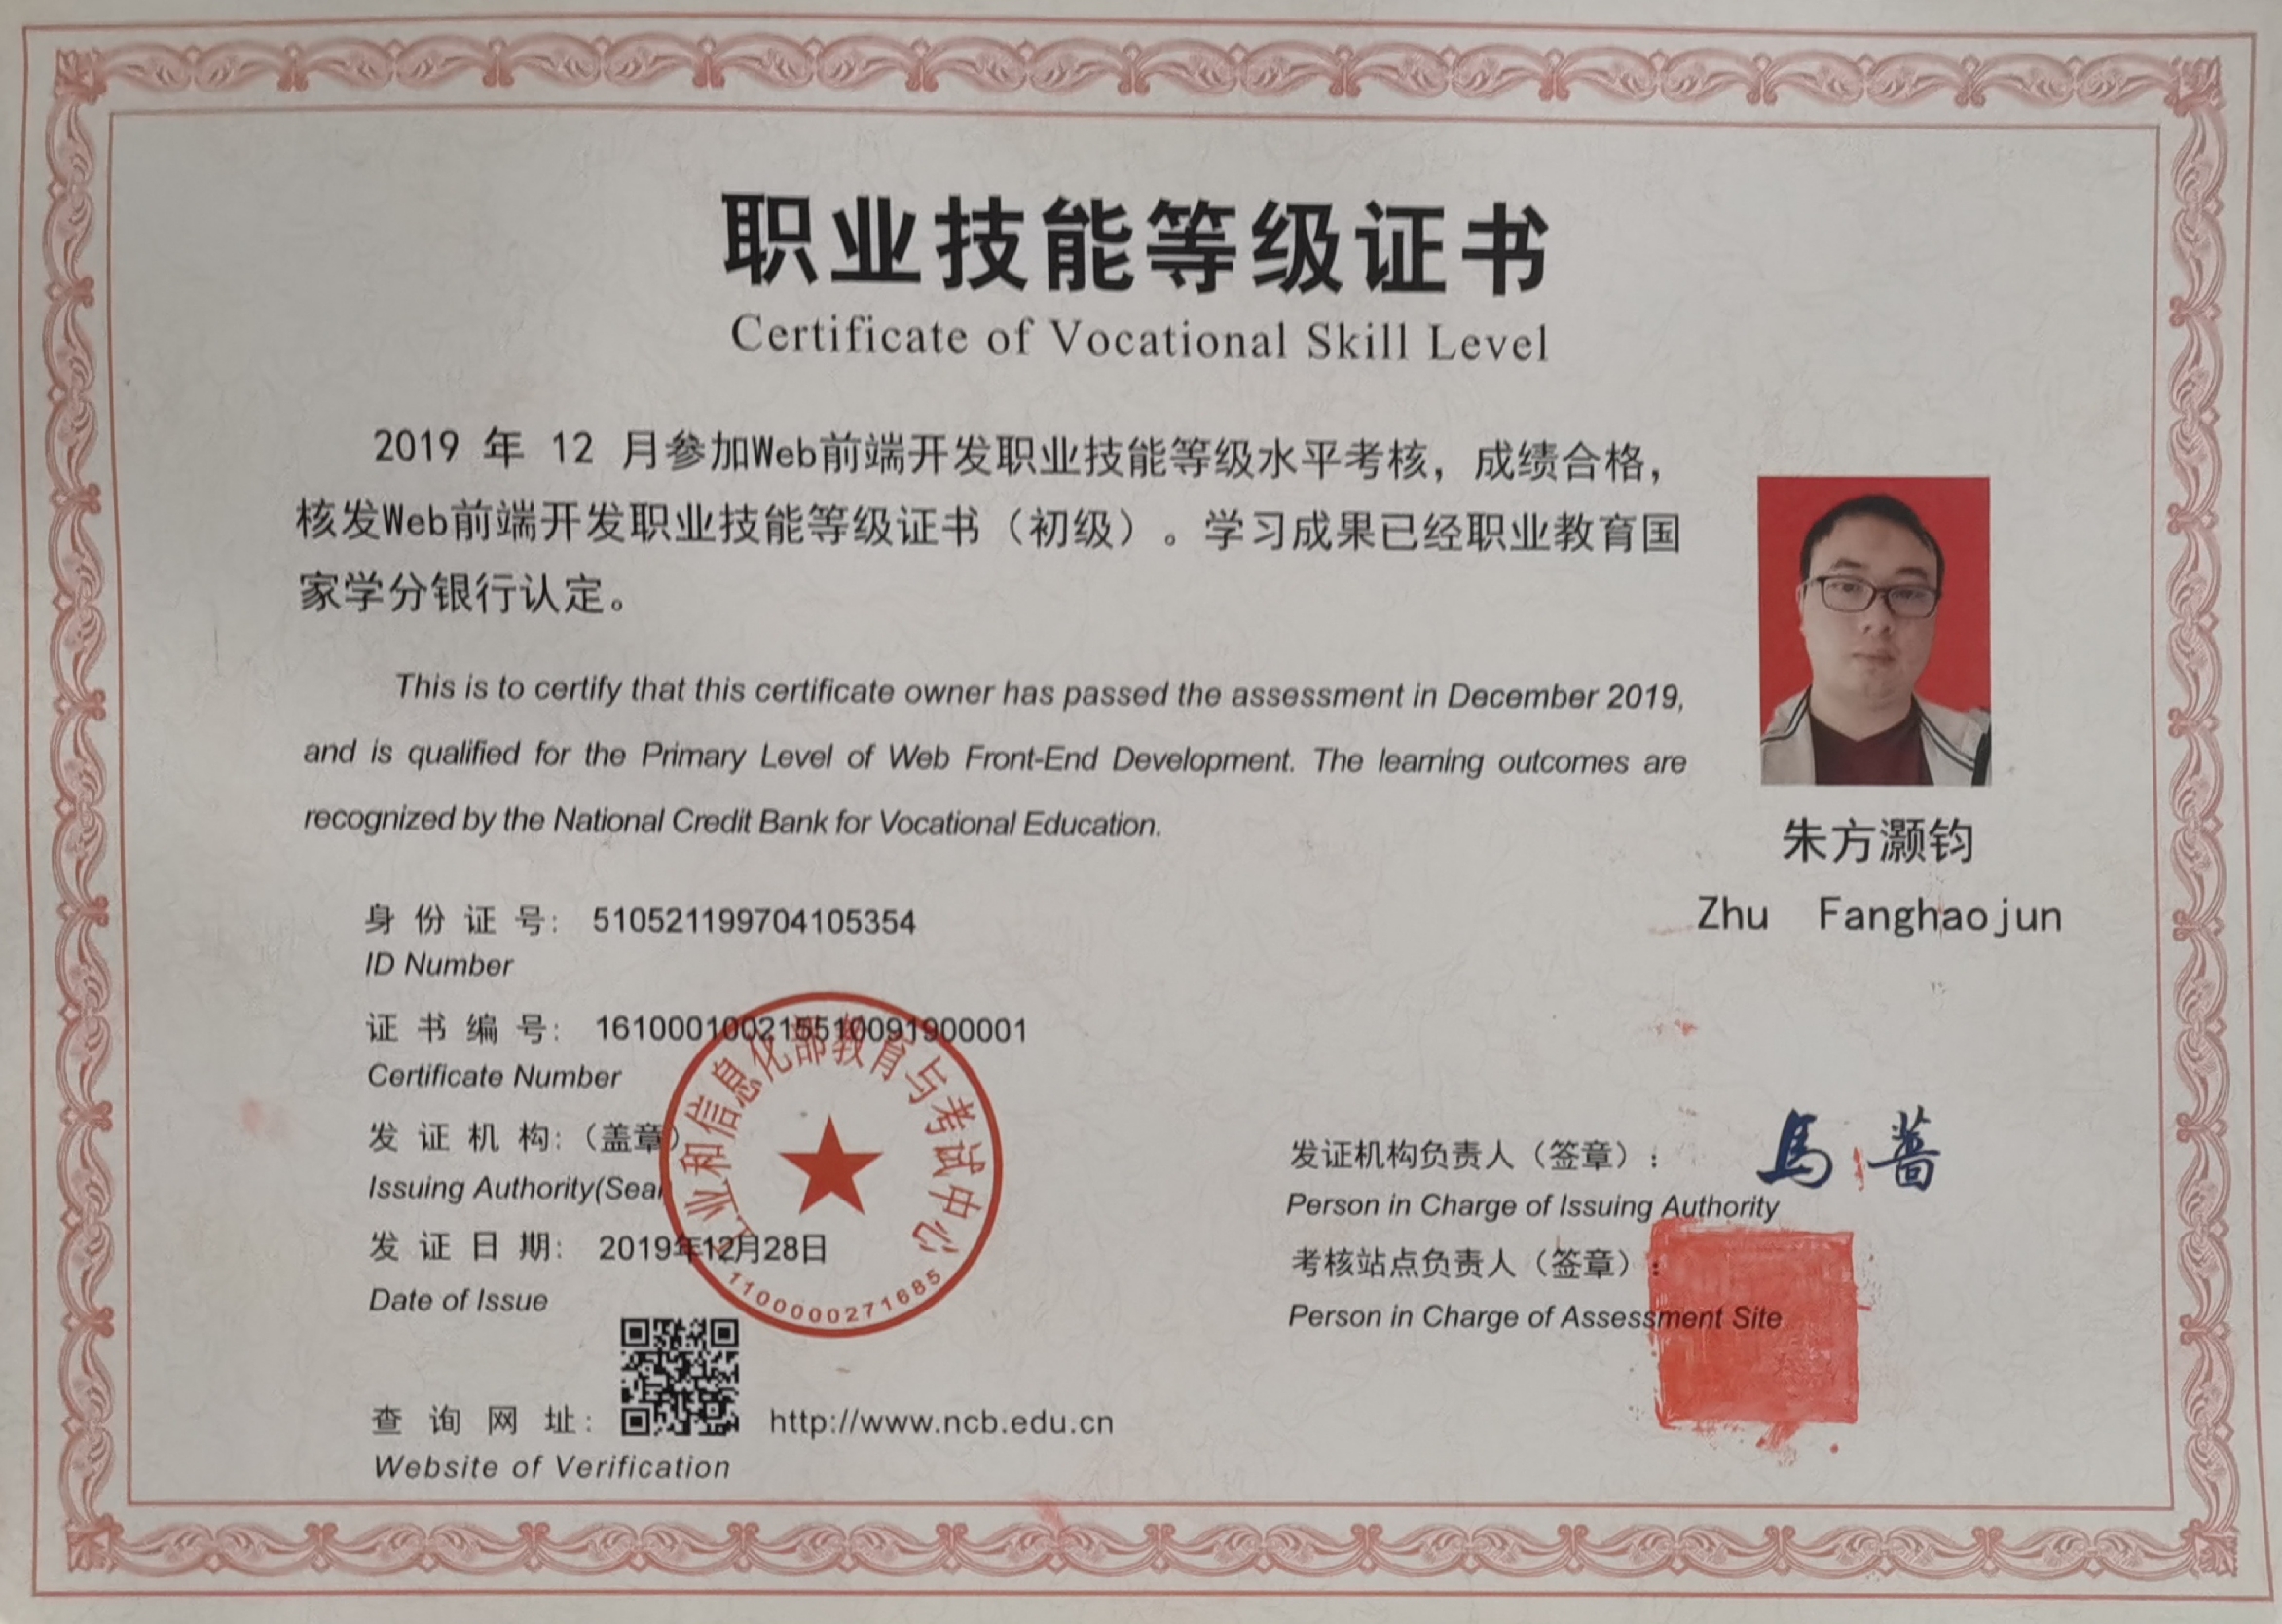 职业技能等级证书
Certificate of Vocational Skill Level
2019 年 12 月参加Web前端开发职业技能等级水平考核，成绩合格，
核发Web前端开发职业技能等级证书（初级）。学习成果已经职业教育国
家学分银行认定。
This is to certify that this certificate owner has passed the assessment in December 2019,
and is qualified for the Primary Level of Web Front-End Development. The learning outcomes are
recognized by the National Credit Bank for Vocational Education.
朱方灏钧
Zhu Fanghaojun
身份证号： 510521199704105354
ID Number
证书编号： 161000100215510091900001
Certificate Number
发证机构：（盖章）
Issuing Authority(Seal
工业和信息化部教育与考试中心
1100000271685
发证日期： 2019年12月28日
Date of Issue
查询网址： http://www.ncb.edu.cn
Website of Verification
发证机构负责人（签章）： 馬蔷
Person in Charge of Issuing Authority
考核站点负责人（签章）：
Person in Charge of Assessment Site